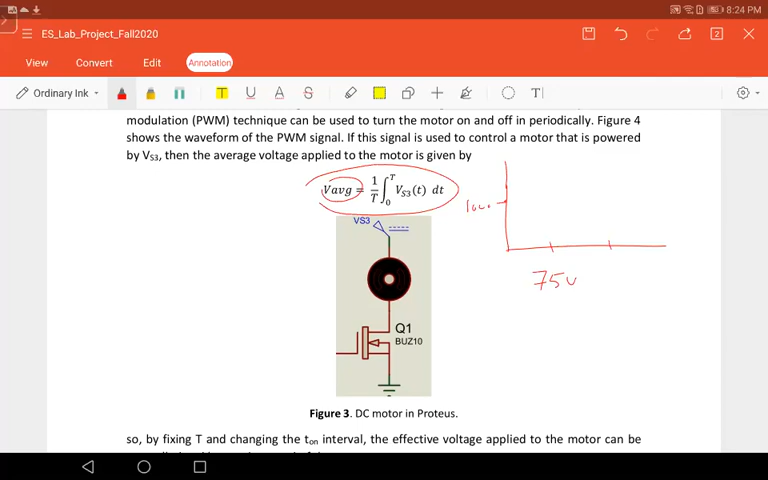 8:24 PM
ES_Lab_Project_Fall2020
2
View Convert Edit Annotation
Ordinary Ink
modulation (PWM) technique can be used to turn the motor on and off in periodically. Figure 4
shows the waveform of the PWM signal. If this signal is used to control a motor that is powered
by VS3, then the average voltage applied to the motor is given by
Vavg = 1/T ∫₀ᵀ VS3(t) dt
VS3
75v
Q1
BUZ10
Figure 3. DC motor in Proteus.
so, by fixing T and changing the ton interval, the effective voltage applied to the motor can be